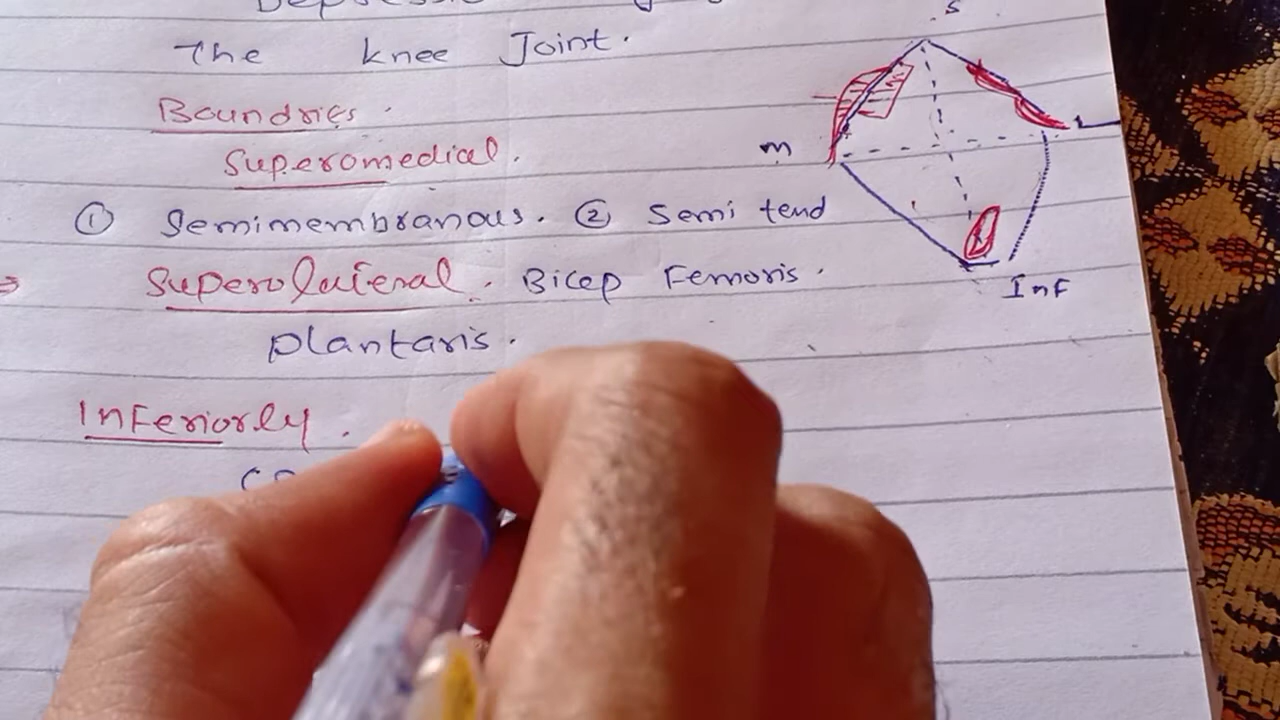 The knee Joint.
Boundries.
Superomedial.
① Semimembranous. ② Semi tend
Superolateral. Bicep Femoris.
plantaris.
Inferiorly.
S
m
L
Inf